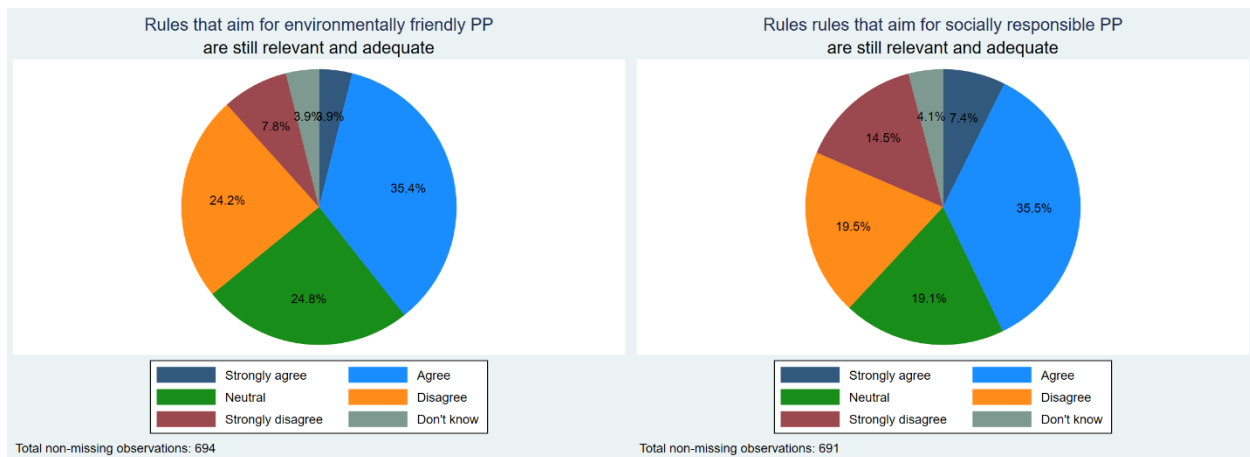 Rules that aim for environmentally friendly PP
are still relevant and adequate
3.9%
3.9%
7.8%
35.4%
24.2%
24.8%
Strongly agree
Agree
Neutral
Disagree
Strongly disagree
Don't know
Total non-missing observations: 694
Rules rules that aim for socially responsible PP
are still relevant and adequate
4.1%
7.4%
14.5%
35.5%
19.5%
19.1%
Strongly agree
Agree
Neutral
Disagree
Strongly disagree
Don't know
Total non-missing observations: 691